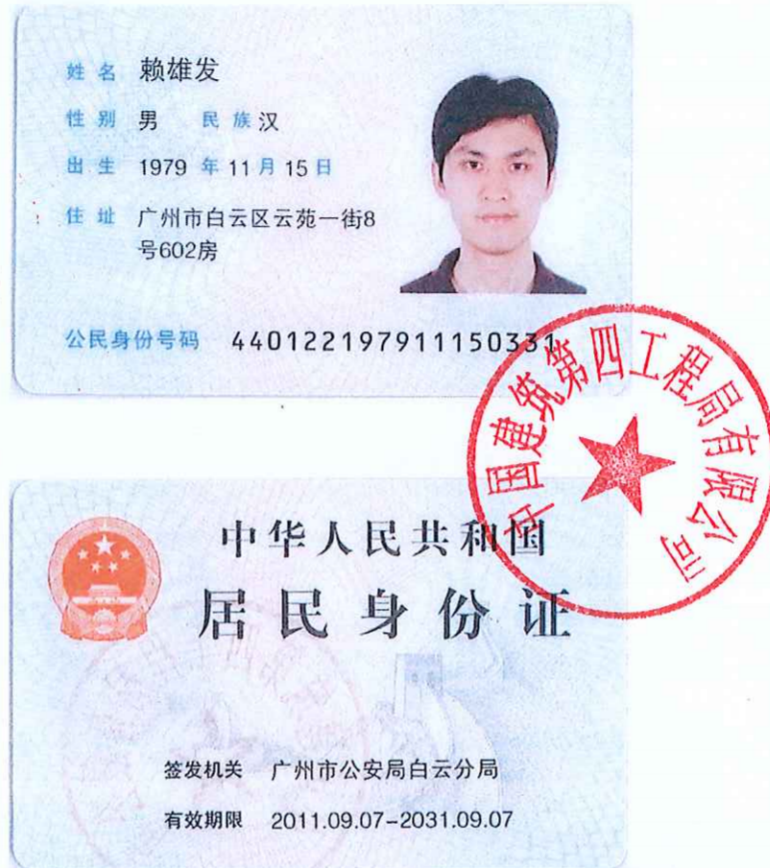 姓名 赖雄发
性别 男 民族 汉
出生 1979 年 11 月 15 日
住址 广州市白云区云苑一街8
号602房
公民身份号码 440122197911150331
中国建筑第四工程局有限公司
中华人民共和国
居民身份证
签发机关 广州市公安局白云分局
有效期限 2011.09.07-2031.09.07